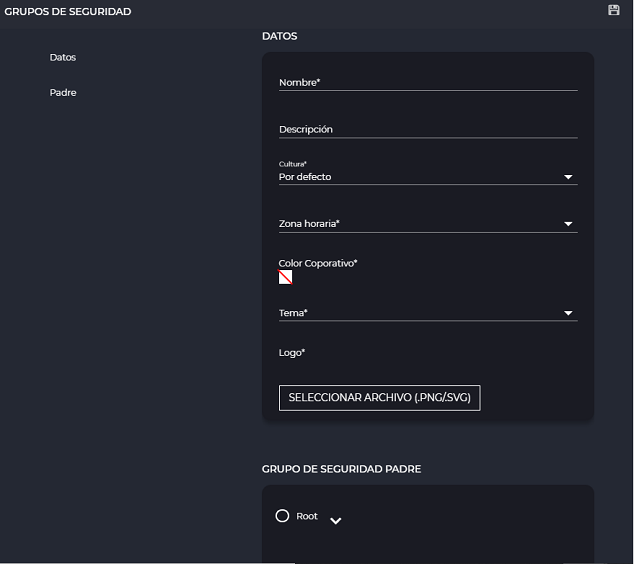 GRUPOS DE SEGURIDAD
Datos
Padre
DATOS
Nombre*
Descripción
Cultura*
Por defecto
Zona horaria*
Color Coporativo*
Tema*
Logo*
SELECCIONAR ARCHIVO (.PNG/.SVG)
GRUPO DE SEGURIDAD PADRE
Root